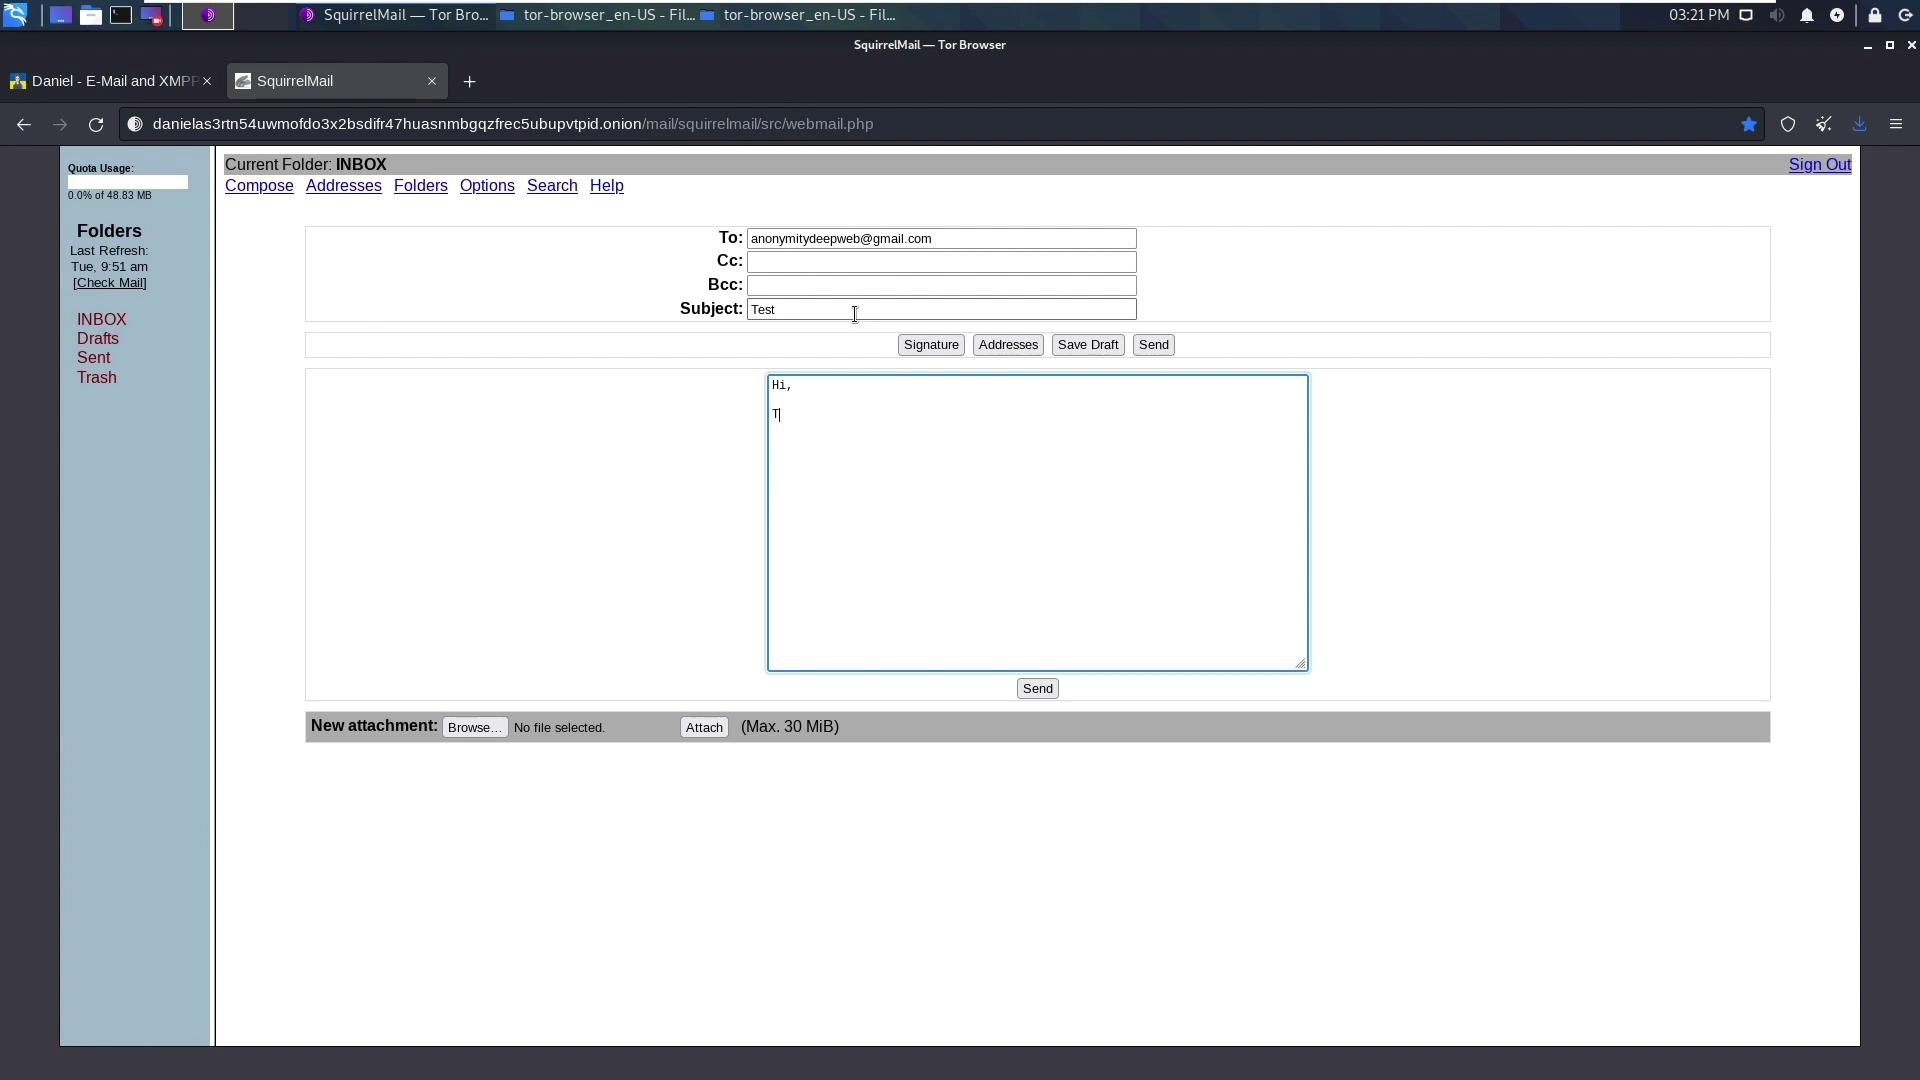 SquirrelMail — Tor Bro...
tor-browser_en-US - Fil...
tor-browser_en-US - Fil...
03:21 PM
SquirrelMail — Tor Browser
Daniel - E-Mail and XMPP
SquirrelMail
danielas3rtn54uwmofdo3x2bsdifr47huasnmbgqzfrec5ubupvtpid.onion/mail/squirrelmail/src/webmail.php
Quota Usage:
0.0% of 48.83 MB
Folders
Last Refresh:
Tue, 9:51 am
[Check Mail]
INBOX
Drafts
Sent
Trash
Current Folder: INBOX
Sign Out
Compose Addresses Folders Options Search Help
To: anonymitydeepweb@gmail.com
Cc:
Bcc:
Subject: Test
Signature Addresses Save Draft Send
Hi,
T
Send
New attachment: Browse... No file selected. Attach (Max. 30 MiB)